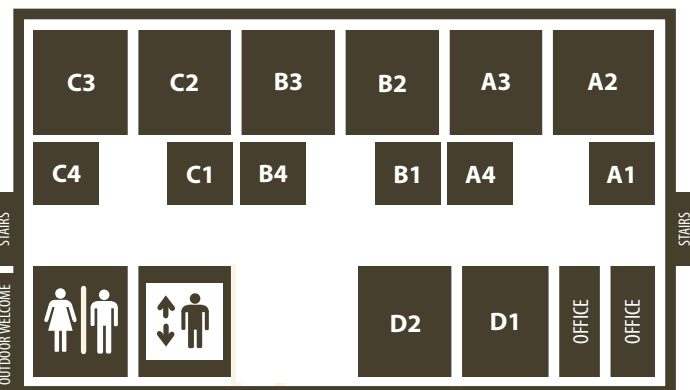 C3 C2 B3 B2 A3 A2
C4 C1 B4 B1 A4 A1
STAIRS
STAIRS
OUTDOOR WELCOME
D2 D1 OFFICE OFFICE